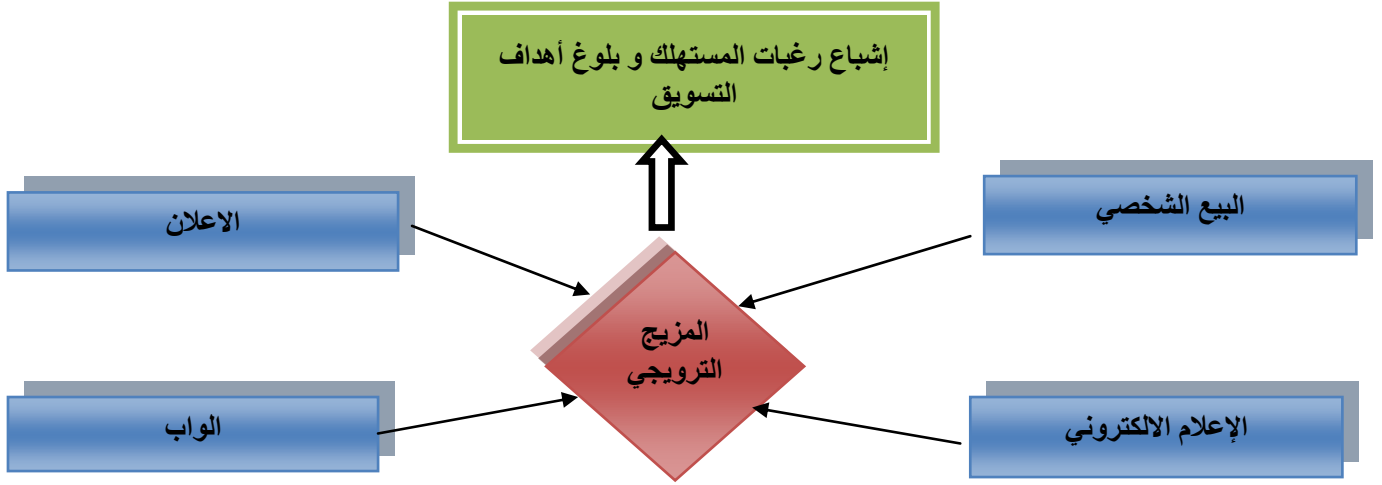 إشباع رغبات المستهلك و بلوغ أهداف
التسويق
البيع الشخصي
الاعلان
المزيج
الترويجي
الإعلام الالكتروني
الواب